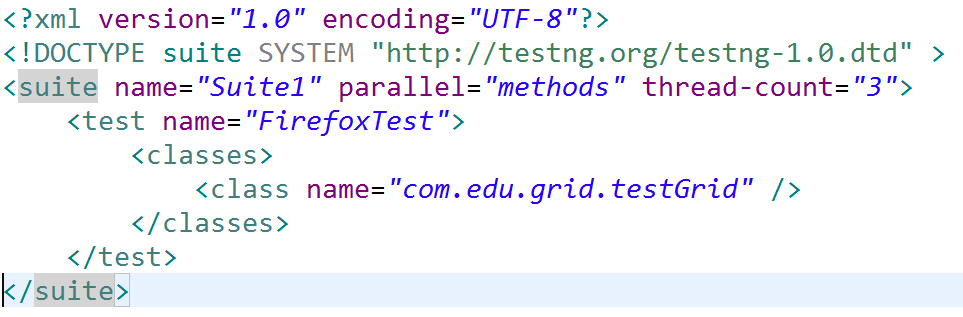 <?xml version="1.0" encoding="UTF-8"?>
<!DOCTYPE suite SYSTEM "http://testng.org/testng-1.0.dtd" >
<suite name="Suite1" parallel="methods" thread-count="3">
    <test name="FirefoxTest">
        <classes>
            <class name="com.edu.grid.testGrid" />
        </classes>
    </test>
</suite>